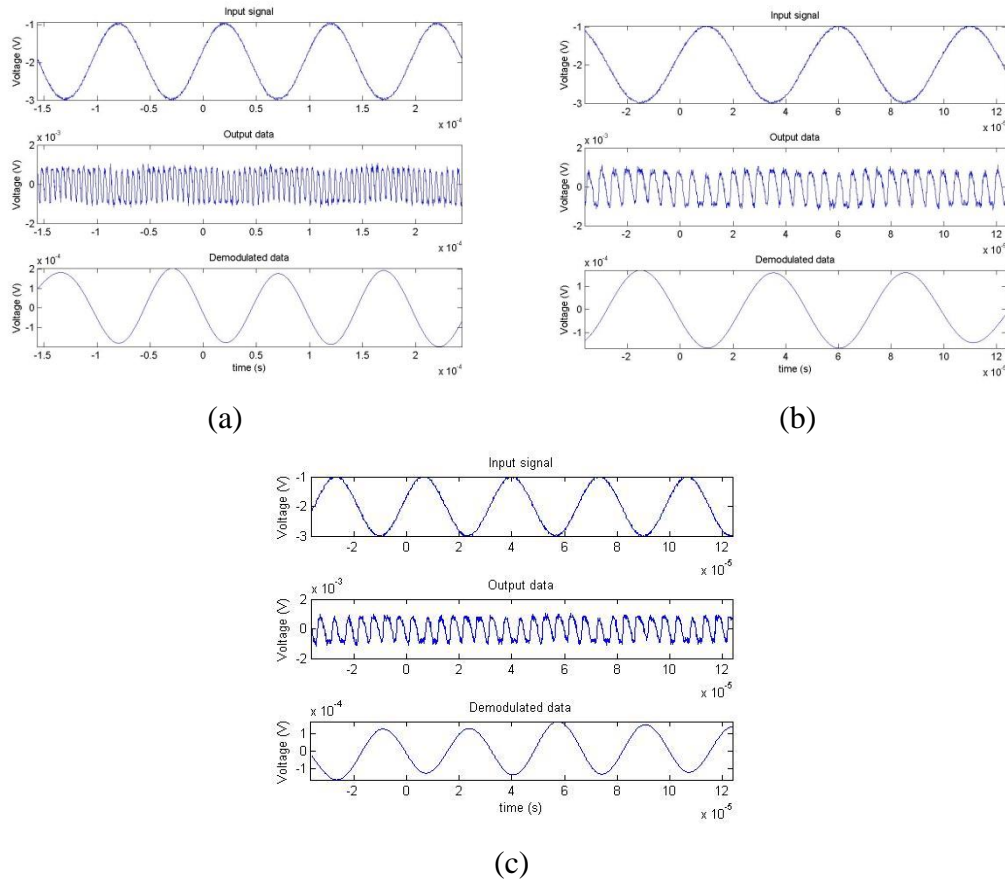 Input signal
-1
-2
-3
Voltage (V)
-1.5 -1 -0.5 0 0.5 1 1.5 2
x 10⁻⁴
x 10⁻³
Output data
2
0
-2
Voltage (V)
-1.5 -1 -0.5 0 0.5 1 1.5 2
x 10⁻⁴
x 10⁻⁴
Demodulated data
2
1
0
-1
Voltage (V)
-1.5 -1 -0.5 0 0.5 1 1.5 2
time (s)
x 10⁻⁴
(a)
Input signal
-1
-2
-3
Voltage (V)
-2 0 2 4 6 8 10 12
x 10⁻⁵
x 10⁻³
Output data
2
0
-2
Voltage (V)
-2 0 2 4 6 8 10 12
x 10⁻⁵
x 10⁻⁴
Demodulated data
1
0
-1
Voltage (V)
-2 0 2 4 6 8 10 12
time (s)
x 10⁻⁵
(b)
Input signal
-1
-2
-3
Voltage (V)
-2 0 2 4 6 8 10 12
x 10⁻⁵
x 10⁻³
Output data
2
0
-2
Voltage (V)
-2 0 2 4 6 8 10 12
x 10⁻⁵
x 10⁻⁴
Demodulated data
1
0
-1
Voltage (V)
-2 0 2 4 6 8 10 12
time (s)
x 10⁻⁵
(c)